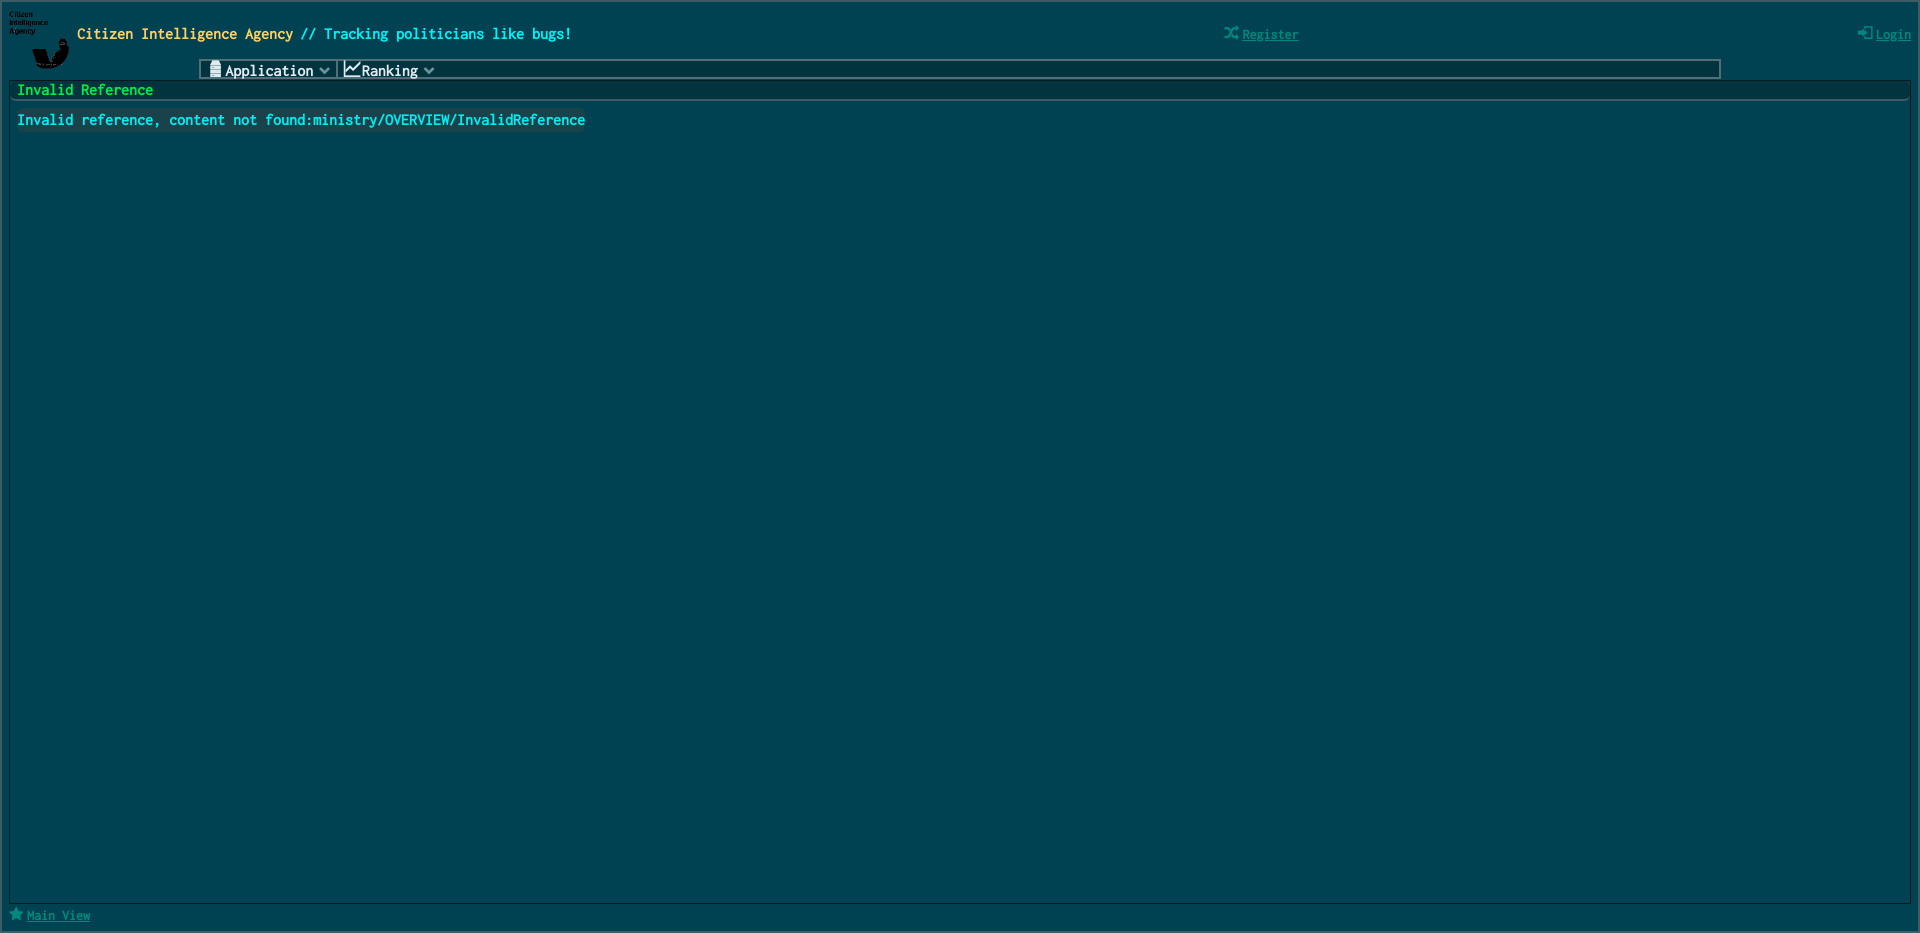 Citizen
Intelligence
Agency
Citizen Intelligence Agency // Tracking politicians like bugs!
Register
Login
Application
Ranking
Invalid Reference
Invalid reference, content not found:ministry/OVERVIEW/InvalidReference
Main View